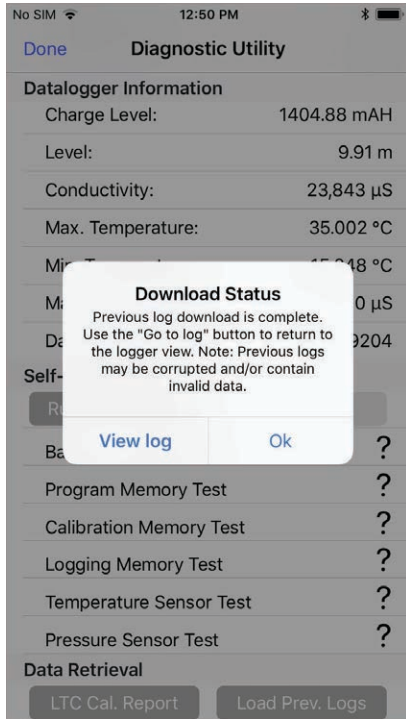 No SIM 12:50 PM
Done Diagnostic Utility
Datalogger Information
Charge Level: 1404.88 mAH
Level: 9.91 m
Conductivity: 23,843 µS
Max. Temperature: 35.002 °C
°C
Download Status
0 µS
Previous log download is complete.
Use the "Go to log" button to return to
9204
the logger view. Note: Previous logs
may be corrupted and/or contain
Self-
invalid data.
View log Ok
?
Program Memory Test ?
Calibration Memory Test ?
Logging Memory Test ?
Temperature Sensor Test ?
Pressure Sensor Test ?
Data Retrieval
LTC Cal. Report Load Prev. Logs